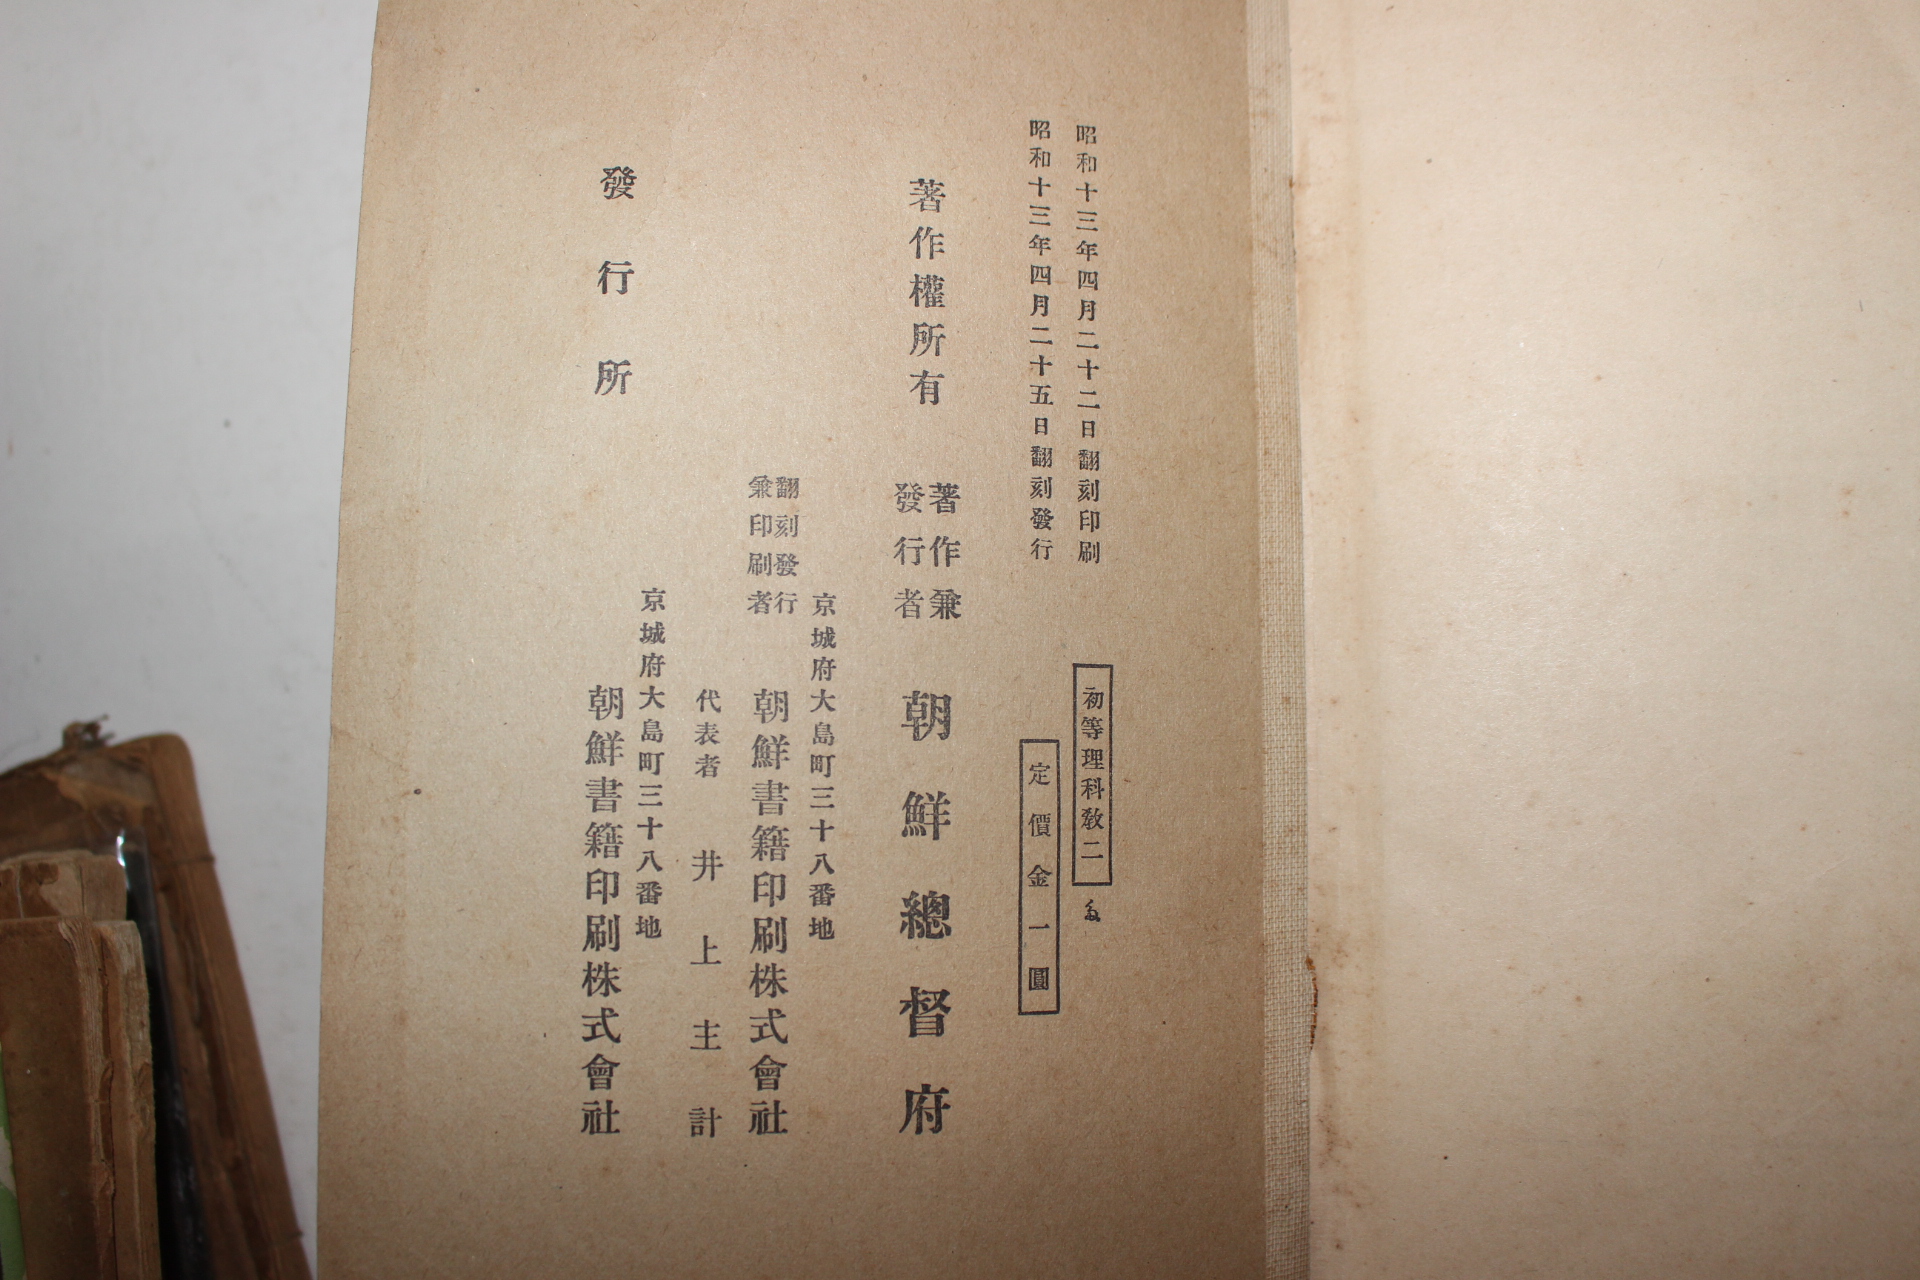 昭和十三年四月二十二日翻刻印刷
昭和十三年四月二十五日翻刻發行
初等理科敎二
定價金一圓
著作權所有
著作兼
發行者
朝鮮總督府
京城府大島町三十八番地
翻刻發行
兼印刷者
朝鮮書籍印刷株式會社
代表者 井上主計
京城府大島町三十八番地
發行所
朝鮮書籍印刷株式會社